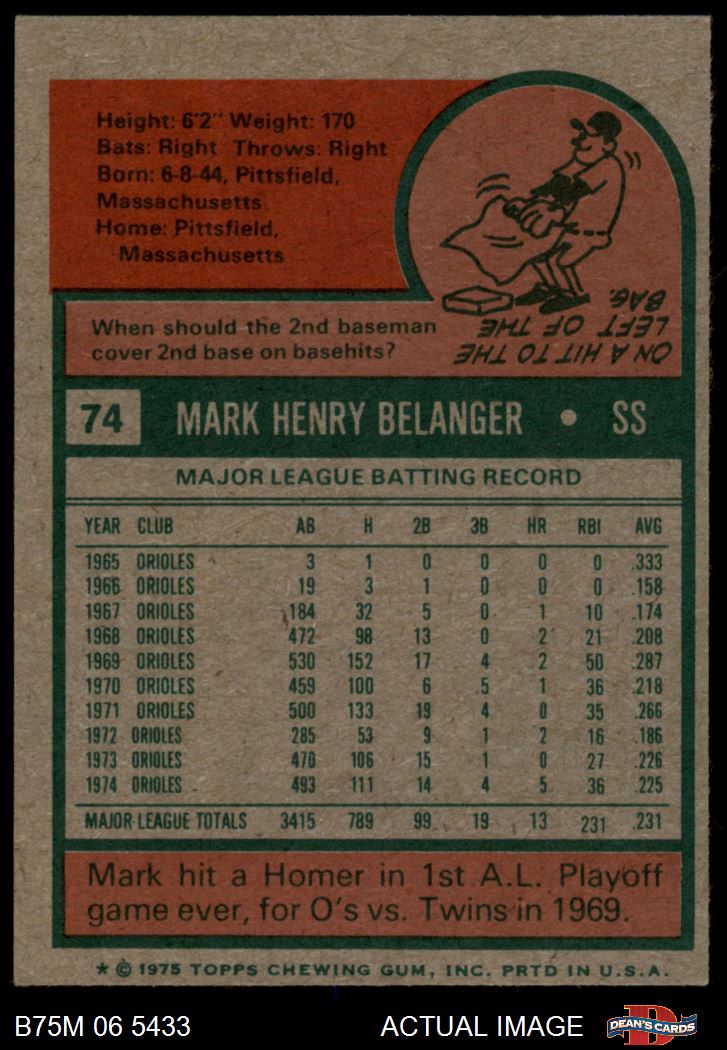 Height: 6'2" Weight: 170
Bats: Right Throws: Right
Born: 6-8-44, Pittsfield,
Massachusetts
Home: Pittsfield,
Massachusetts
When should the 2nd baseman
cover 2nd base on basehits?
ON A HIT TO THE
LEFT OF THE
BAG.
74 MARK HENRY BELANGER • SS
MAJOR LEAGUE BATTING RECORD
YEAR CLUB AB H 2B 3B HR RBI AVG
1965 ORIOLES 3 1 0 0 0 0 .333
1966 ORIOLES 19 3 1 0 0 0 .158
1967 ORIOLES 184 32 5 0 1 10 .174
1968 ORIOLES 472 98 13 0 2 21 .208
1969 ORIOLES 530 152 17 4 2 50 .287
1970 ORIOLES 459 100 6 5 1 36 .218
1971 ORIOLES 500 133 19 4 0 35 .266
1972 ORIOLES 285 53 9 1 2 16 .186
1973 ORIOLES 470 106 15 1 0 27 .226
1974 ORIOLES 493 111 14 4 5 36 .225
MAJOR LEAGUE TOTALS 3415 789 99 19 13 231 .231
Mark hit a Homer in 1st A.L. Playoff
game ever, for O's vs. Twins in 1969.
* © 1975 TOPPS CHEWING GUM, INC. PRTD IN U.S.A.
B75M 06 5433 ACTUAL IMAGE D DEAN'S CARDS